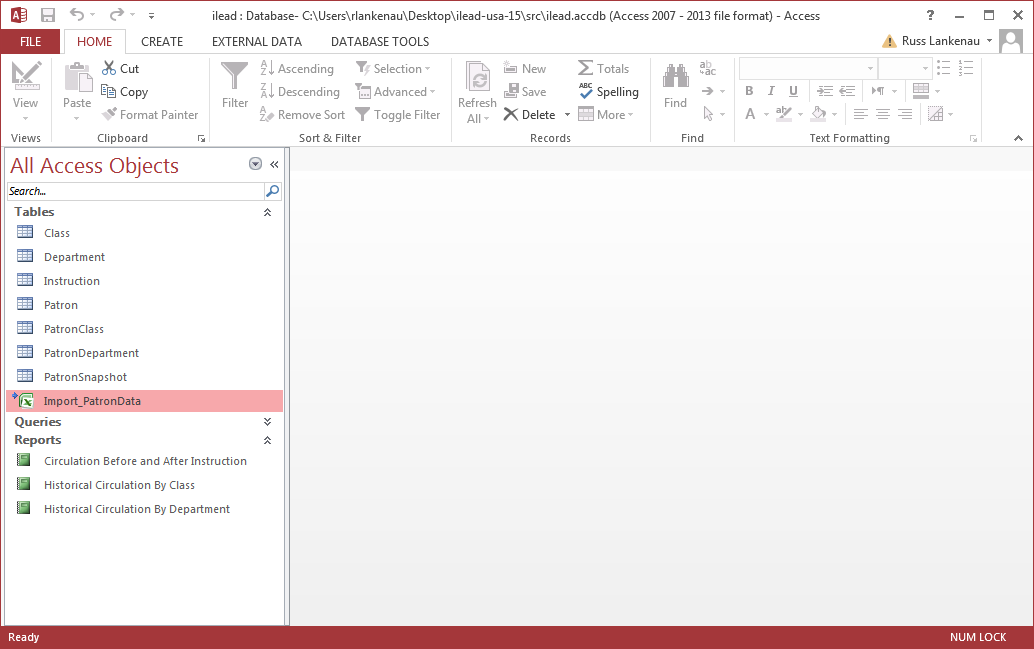 ilead : Database- C:\Users\rlankenau\Desktop\ilead-usa-15\src\ilead.accdb (Access 2007 - 2013 file format) - Access
FILE HOME CREATE EXTERNAL DATA DATABASE TOOLS Russ Lankenau
View
Views
Paste
Cut
Copy
Format Painter
Clipboard
Filter
Ascending
Descending
Remove Sort
Selection
Advanced
Toggle Filter
Sort & Filter
Refresh
All
New
Save
Delete
Totals
ABC
Spelling
More
Records
Find
ab
ac
Find
B I U
A
Text Formatting
All Access Objects
Search...
Tables
Class
Department
Instruction
Patron
PatronClass
PatronDepartment
PatronSnapshot
Import_PatronData
Queries
Reports
Circulation Before and After Instruction
Historical Circulation By Class
Historical Circulation By Department
Ready NUM LOCK